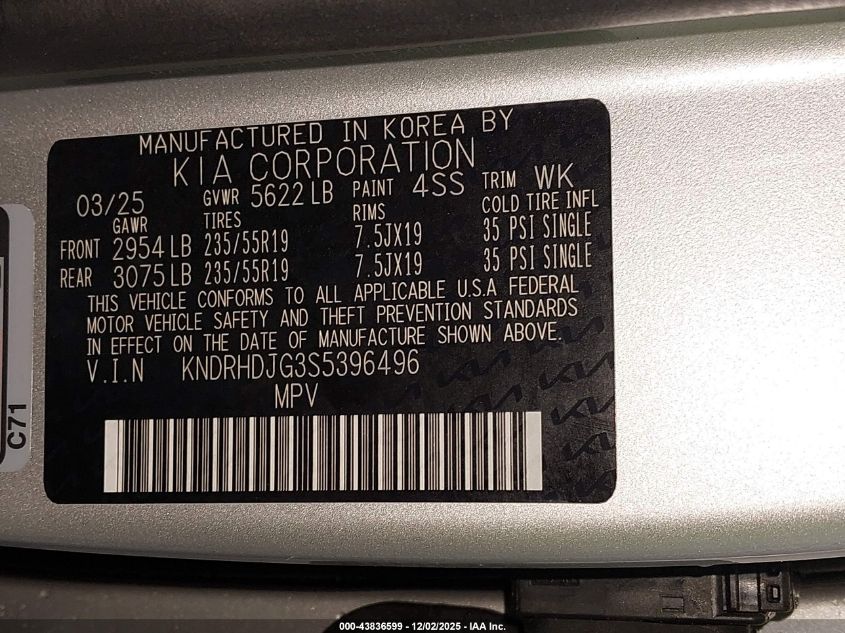 MANUFACTURED IN KOREA BY
KIA CORPORATION
03/25 GVWR 5622 LB PAINT 4SS TRIM WK
GAWR TIRES RIMS COLD TIRE INFL
FRONT 2954 LB 235/55R19 7.5JX19 35 PSI SINGLE
REAR 3075 LB 235/55R19 7.5JX19 35 PSI SINGLE
THIS VEHICLE CONFORMS TO ALL APPLICABLE U.S.A FEDERAL
MOTOR VEHICLE SAFETY AND THEFT PREVENTION STANDARDS
IN EFFECT ON THE DATE OF MANUFACTURE SHOWN ABOVE.
V.I.N KNDRHDJG3S5396496
MPV
C71
000-43836599 - 12/02/2025 - IAA Inc.